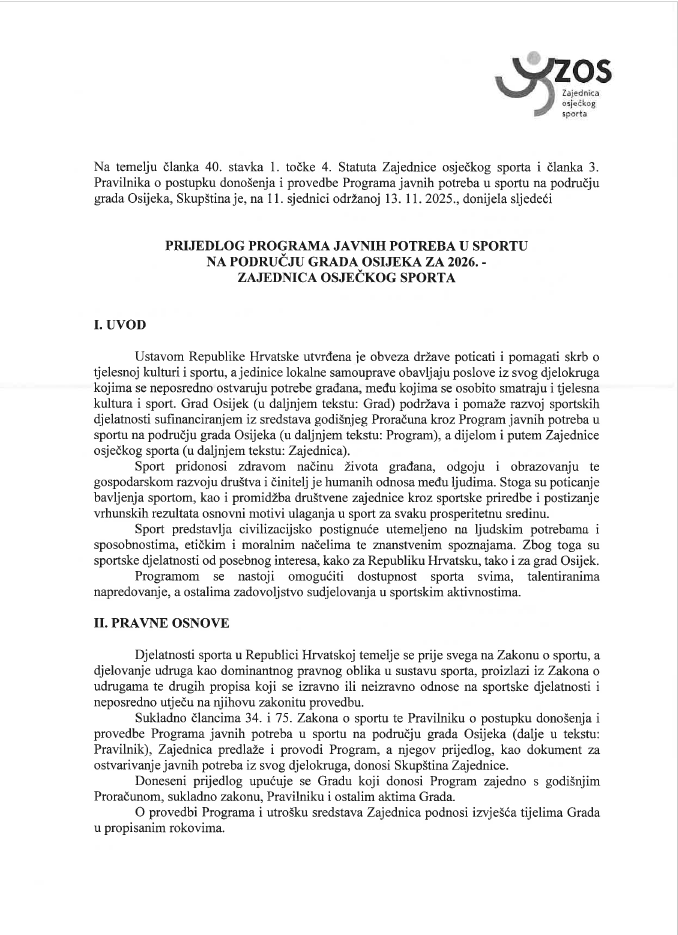 ZOS
Zajednica
osječkog
sporta
Na temelju članka 40. stavka 1. točke 4. Statuta Zajednice osječkog sporta i članka 3.
Pravilnika o postupku donošenja i provedbe Programa javnih potreba u sportu na području
grada Osijeka, Skupština je, na 11. sjednici održanoj 13. 11. 2025., donijela sljedeći
PRIJEDLOG PROGRAMA JAVNIH POTREBA U SPORTU
NA PODRUČJU GRADA OSIJEKA ZA 2026. -
ZAJEDNICA OSJEČKOG SPORTA
I. UVOD
Ustavom Republike Hrvatske utvrđena je obveza države poticati i pomagati skrb o
tjelesnoj kulturi i sportu, a jedinice lokalne samouprave obavljaju poslove iz svog djelokruga
kojima se neposredno ostvaruju potrebe građana, među kojima se osobito smatraju i tjelesna
kultura i sport. Grad Osijek (u daljnjem tekstu: Grad) podržava i pomaže razvoj sportskih
djelatnosti sufinanciranjem iz sredstava godišnjeg Proračuna kroz Program javnih potreba u
sportu na području grada Osijeka (u daljnjem tekstu: Program), a dijelom i putem Zajednice
osječkog sporta (u daljnjem tekstu: Zajednica).
Sport pridonosi zdravom načinu života građana, odgoju i obrazovanju te
gospodarskom razvoju društva i činitelj je humanih odnosa među ljudima. Stoga su poticanje
bavljenja sportom, kao i promidžba društvene zajednice kroz sportske priredbe i postizanje
vrhunskih rezultata osnovni motivi ulaganja u sport za svaku prosperitetnu sredinu.
Sport predstavlja civilizacijsko postignuće utemeljeno na ljudskim potrebama i
sposobnostima, etičkim i moralnim načelima te znanstvenim spoznajama. Zbog toga su
sportske djelatnosti od posebnog interesa, kako za Republiku Hrvatsku, tako i za grad Osijek.
Programom se nastoji omogućiti dostupnost sporta svima, talentiranima
napredovanje, a ostalima zadovoljstvo sudjelovanja u sportskim aktivnostima.
II. PRAVNE OSNOVE
Djelatnosti sporta u Republici Hrvatskoj temelje se prije svega na Zakonu o sportu, a
djelovanje udruga kao dominantnog pravnog oblika u sustavu sporta, proizlazi iz Zakona o
udrugama te drugih propisa koji se izravno ili neizravno odnose na sportske djelatnosti i
neposredno utječu na njihovu zakonitu provedbu.
Sukladno člancima 34. i 75. Zakona o sportu te Pravilniku o postupku donošenja i
provedbe Programa javnih potreba u sportu na području grada Osijeka (dalje u tekstu:
Pravilnik), Zajednica predlaže i provodi Program, a njegov prijedlog, kao dokument za
ostvarivanje javnih potreba iz svog djelokruga, donosi Skupština Zajednice.
Doneseni prijedlog upućuje se Gradu koji donosi Program zajedno s godišnjim
Proračunom, sukladno zakonu, Pravilniku i ostalim aktima Grada.
O provedbi Programa i utrošku sredstava Zajednica podnosi izvješća tijelima Grada
u propisanim rokovima.